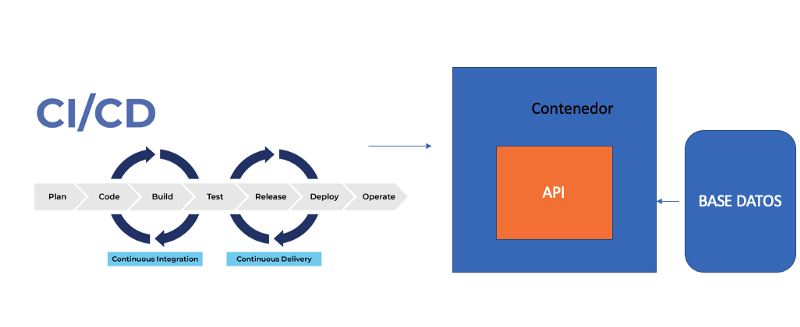 CI/CD
Plan
Code
Build
Test
Release
Deploy
Operate
Continuous Integration
Continuous Delivery
Contenedor
API
BASE DATOS